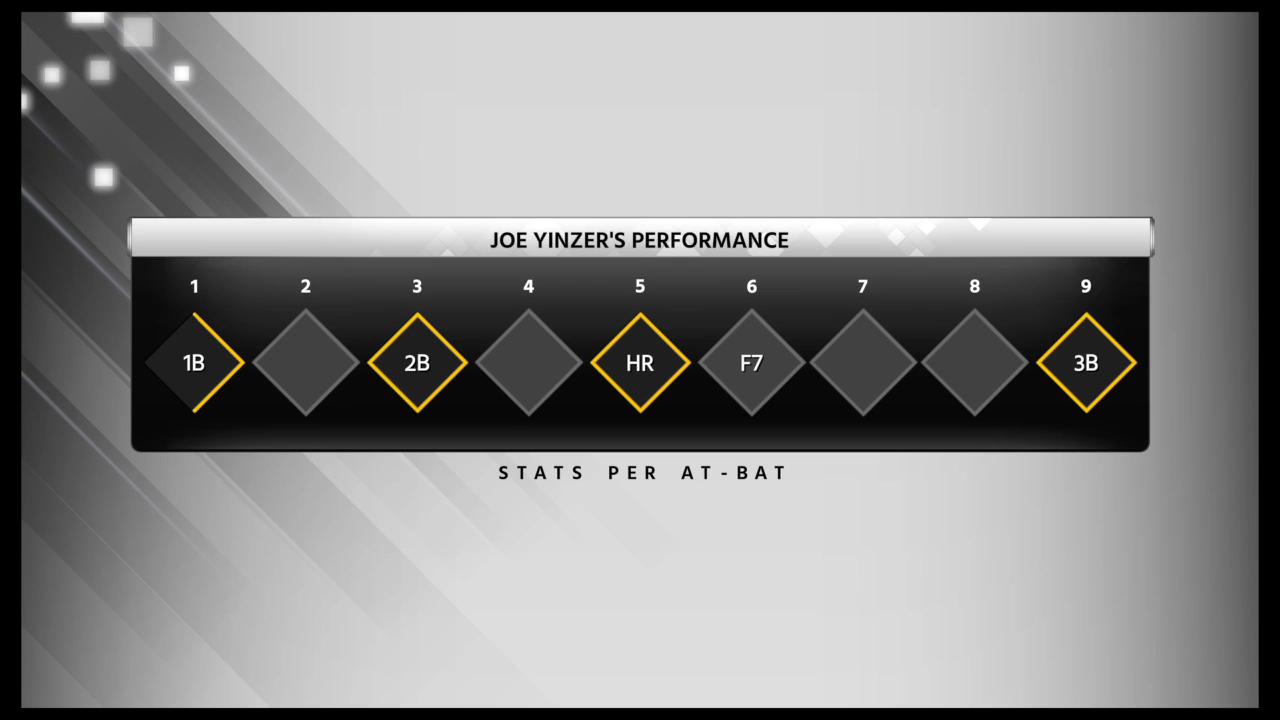 JOE YINZER'S PERFORMANCE
1 2 3 4 5 6 7 8 9
1B 2B HR F7 3B
STATS PER AT-BAT